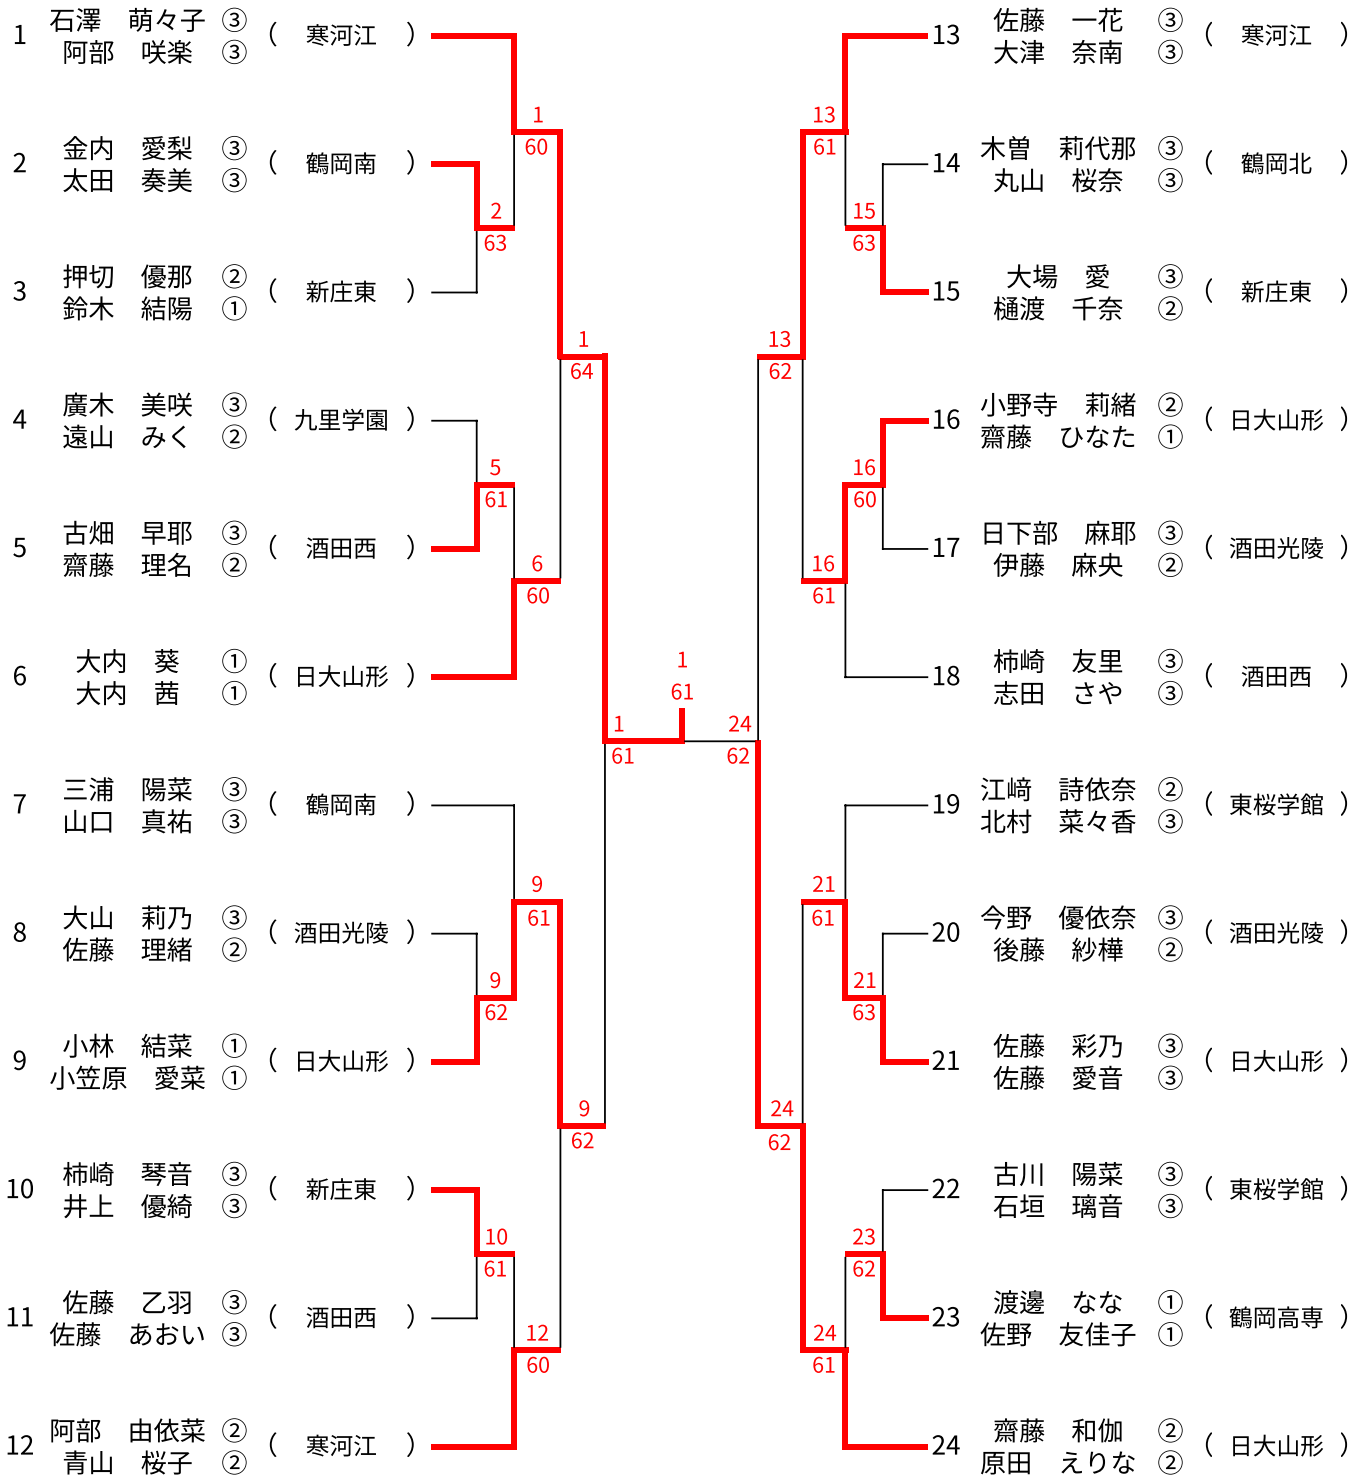 1 石澤 萌々子 ③ ( 寒河江 )
阿部 咲楽 ③
2 金内 愛梨 ③ ( 鶴岡南 )
太田 奏美 ③
3 押切 優那 ② ( 新庄東 )
鈴木 結陽 ①
4 廣木 美咲 ③ ( 九里学園 )
遠山 みく ②
5 古畑 早耶 ③ ( 酒田西 )
齋藤 理名 ②
6 大内 葵 ① ( 日大山形 )
大内 茜 ①
7 三浦 陽菜 ③ ( 鶴岡南 )
山口 真祐 ③
8 大山 莉乃 ③ ( 酒田光陵 )
佐藤 理緒 ②
9 小林 結菜 ① ( 日大山形 )
小笠原 愛菜 ①
10 柿崎 琴音 ③ ( 新庄東 )
井上 優綺 ③
11 佐藤 乙羽 ③ ( 酒田西 )
佐藤 あおい ③
12 阿部 由依菜 ② ( 寒河江 )
青山 桜子 ②
1
60
2
63
1
64
5
61
6
60
1
61
9
61
9
62
9
62
10
61
12
60
1
61
13
61
15
63
13
62
16
60
16
61
24
62
21
61
21
63
24
62
23
62
24
61
13 佐藤 一花 ③ ( 寒河江 )
大津 奈南 ③
14 木曽 莉代那 ③ ( 鶴岡北 )
丸山 桜奈 ③
15 大場 愛 ③ ( 新庄東 )
樋渡 千奈 ②
16 小野寺 莉緒 ② ( 日大山形 )
齋藤 ひなた ①
17 日下部 麻耶 ③ ( 酒田光陵 )
伊藤 麻央 ②
18 柿崎 友里 ③ ( 酒田西 )
志田 さや ③
19 江﨑 詩依奈 ② ( 東桜学館 )
北村 菜々香 ③
20 今野 優依奈 ③ ( 酒田光陵 )
後藤 紗樺 ②
21 佐藤 彩乃 ③ ( 日大山形 )
佐藤 愛音 ③
22 古川 陽菜 ③ ( 東桜学館 )
石垣 璃音 ③
23 渡邊 なな ① ( 鶴岡高専 )
佐野 友佳子 ①
24 齋藤 和伽 ② ( 日大山形 )
原田 えりな ②